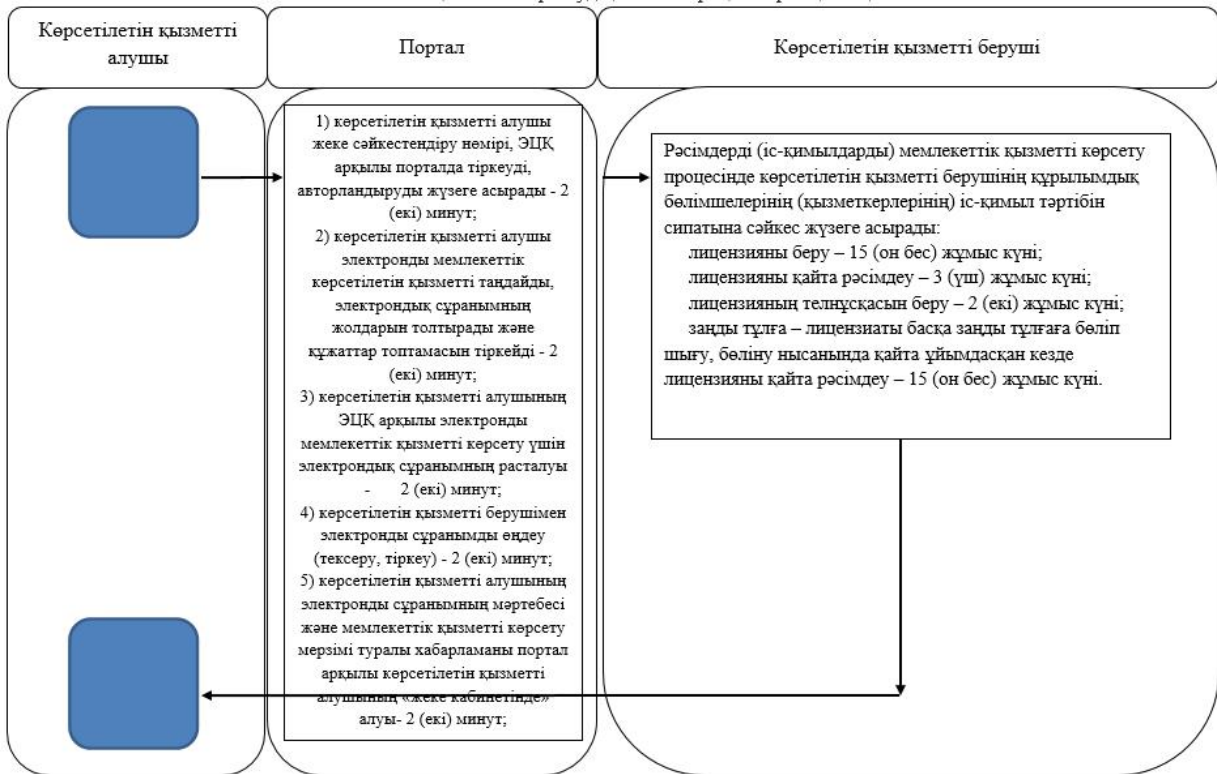 Көрсетілетін қызметті
алушы
Портал
Көрсетілетін қызметті беруші
1) көрсетілетін қызметті алушы
жеке сәйкестендіру нөмірі, ЭЦҚ
арқылы порталда тіркеуді,
авторландыруды жүзеге асырады - 2
(екі) минут;
2) көрсетілетін қызметті алушы
электронды мемлекеттік
көрсетілетін қызметті таңдайды,
электрондық сұранымның
жолдарын толтырады және
құжаттар топтамасын тіркейді - 2
(екі) минут;
3) көрсетілетін қызметті алушының
ЭЦҚ арқылы электронды
мемлекеттік қызметті көрсету үшін
электрондық сұранымның расталуы
- 2 (екі) минут;
4) көрсетілетін қызметті берушімен
электронды сұранымды өңдеу
(тексеру, тіркеу) - 2 (екі) минут;
5) көрсетілетін қызметті алушының
электронды сұранымның мәртебесі
және мемлекеттік қызметті көрсету
мерзімі туралы хабарламаны портал
арқылы көрсетілетін қызметті
алушының «жеке кабинетінде»
алуы- 2 (екі) минут;
Рәсімдерді (іс-қимылдарды) мемлекеттік қызметті көрсету
процесінде көрсетілетін қызметті берушінің құрылымдық
бөлімшелерінің (қызметкерлерінің) іс-қимыл тәртібін
сипатына сәйкес жүзеге асырады:
лицензияны беру – 15 (он бес) жұмыс күні;
лицензияны қайта рәсімдеу – 3 (үш) жұмыс күні;
лицензияның телнұсқасын беру – 2 (екі) жұмыс күні;
заңды тұлға – лицензиаты басқа заңды тұлғаға бөліп
шығу, бөліну нысанында қайта ұйымдасқан кезде
лицензияны қайта рәсімдеу – 15 (он бес) жұмыс күні.